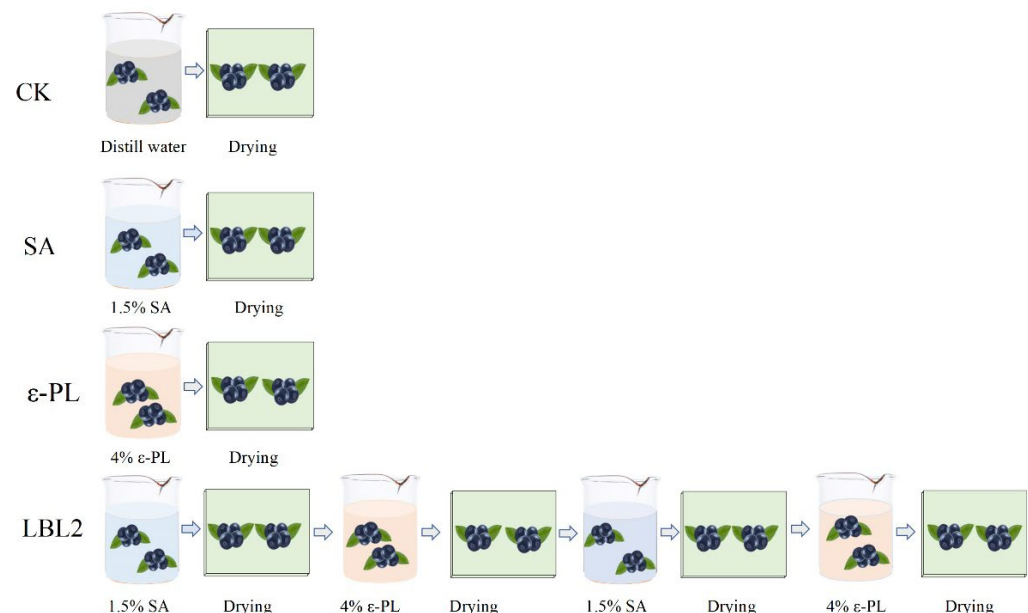 CK
Distill water Drying
SA
1.5% SA Drying
ε-PL
4% ε-PL Drying
LBL2
1.5% SA Drying 4% ε-PL Drying 1.5% SA Drying 4% ε-PL Drying